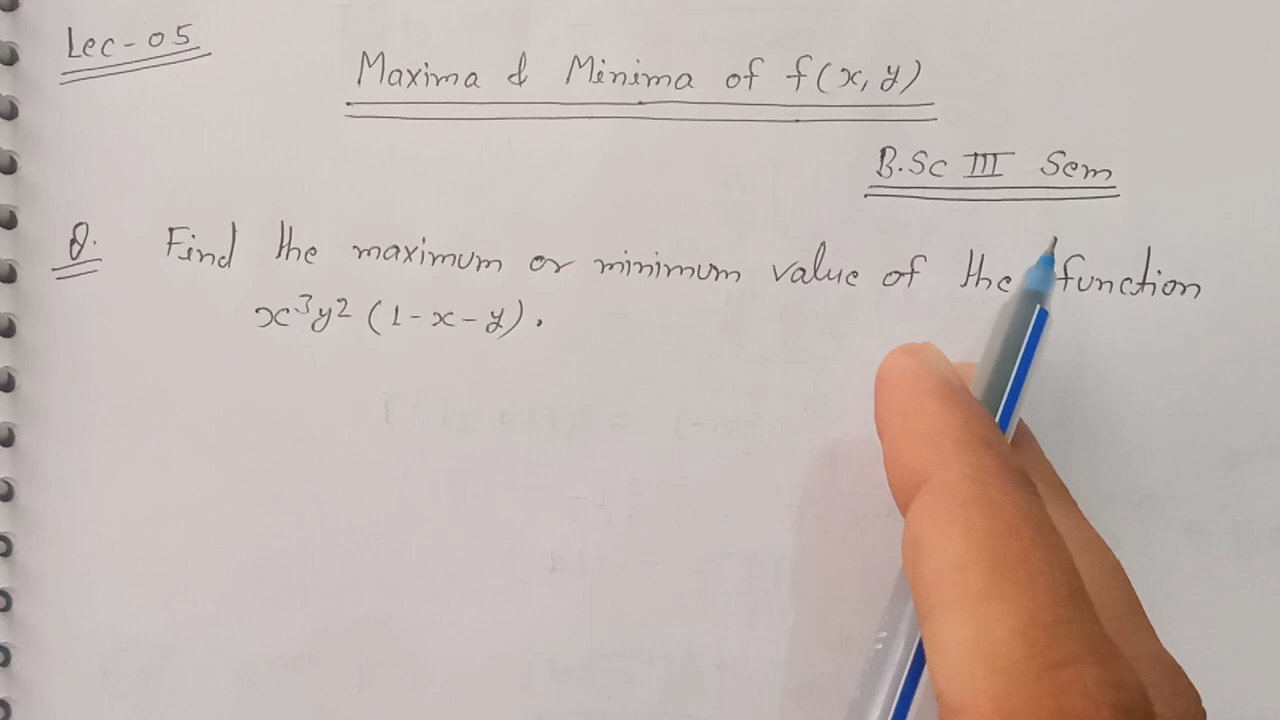 Lec-05
Maxima & Minima of f(x, y)
B.Sc III Sem
Q. Find the maximum or minimum value of the function
x³y² (1-x-y).